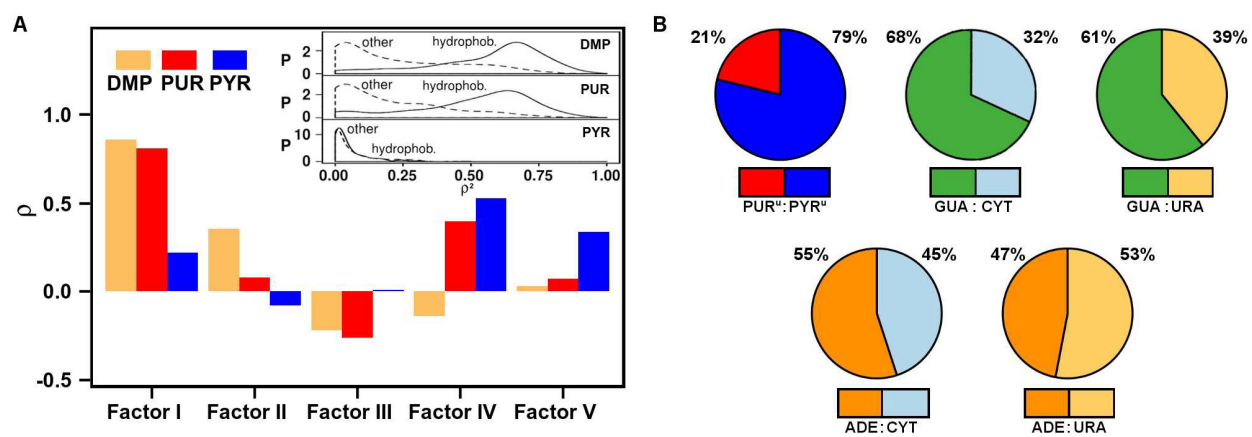 A
DMP PUR PYR
ρ
1.0
0.5
0.0
-0.5
Factor I Factor II Factor III Factor IV Factor V
P
2
0
other
hydrophob.
DMP
P
2
0
Other
hydrophob.
PUR
P
10
0
other
hydrophob.
PYR
0.00 0.25 0.50 0.75 1.00
ρ²
B
21% 79%
PURᵘ:PYRᵘ
68% 32%
GUA : CYT
61% 39%
GUA : URA
55% 45%
ADE : CYT
47% 53%
ADE : URA